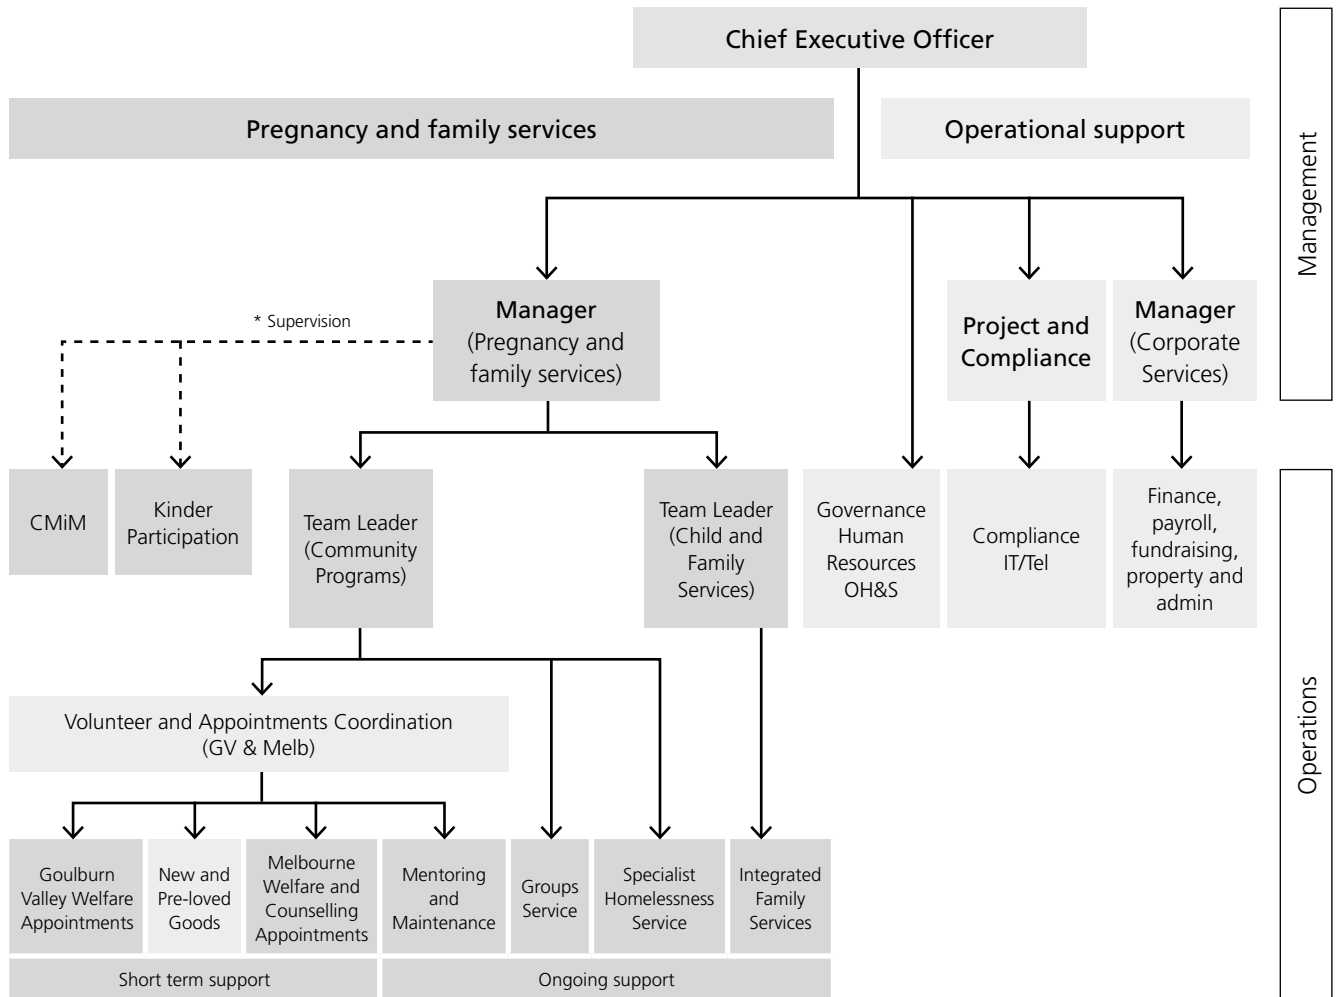 Chief Executive Officer
Pregnancy and family services
Operational support
Management
* Supervision
Manager
(Pregnancy and
family services)
Project and
Compliance
Manager
(Corporate
Services)
CMiM
Kinder
Participation
Team Leader
(Community
Programs)
Team Leader
(Child and
Family
Services)
Governance
Human
Resources
OH&S
Compliance
IT/Tel
Finance,
payroll,
fundraising,
property and
admin
Operations
Volunteer and Appointments Coordination
(GV & Melb)
Goulburn
Valley Welfare
Appointments
New and
Pre-loved
Goods
Melbourne
Welfare and
Counselling
Appointments
Mentoring
and
Maintenance
Groups
Service
Specialist
Homelessness
Service
Integrated
Family
Services
Short term support
Ongoing support